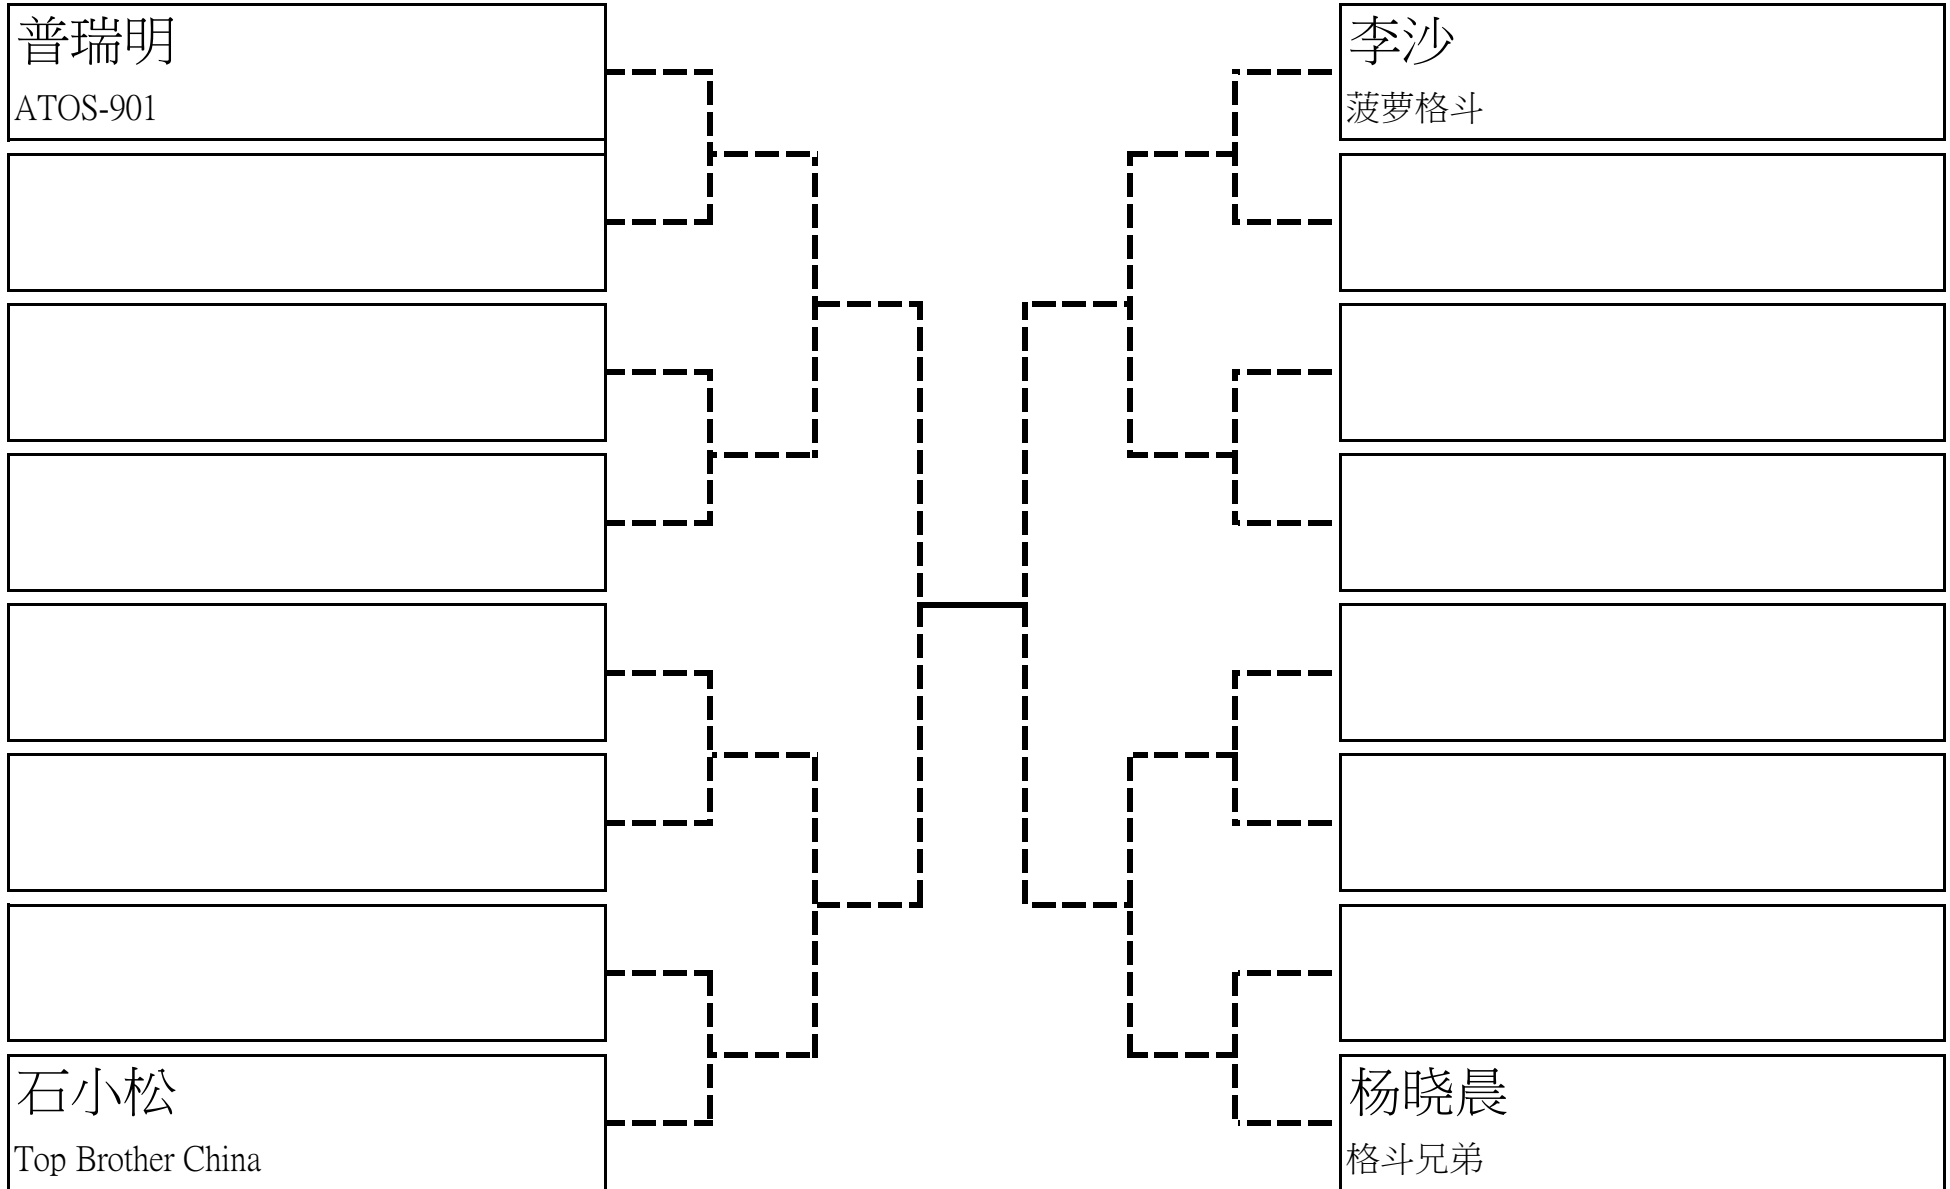 普瑞明
ATOS-901
石小松
Top Brother China
李沙
菠萝格斗
杨晓晨
格斗兄弟